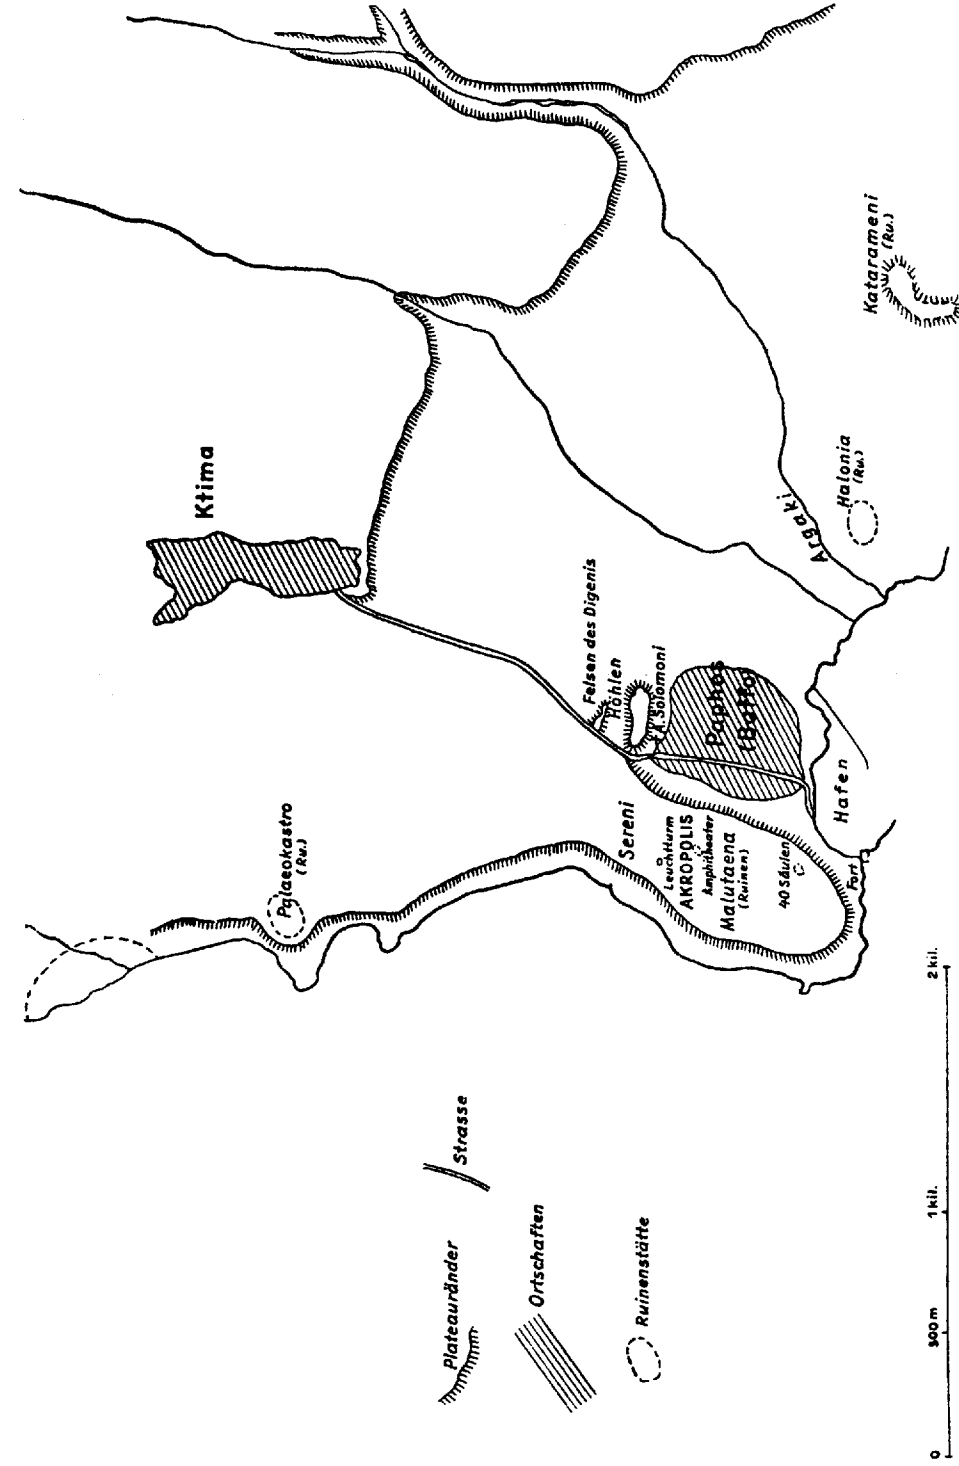 Ktima
Katarameni
(Ru.)
Halonia
(Ru.)
Argaki
Felsen des Digenis
Höhlen
A. Solomoni
Paphos
(Baffo)
Hafen
Palaeokastro
(Ru.)
Sereni
Leuchtturm
AKROPOLIS
Amphitheater
Malutaena
(Ruinen)
40 Säulen
Fort
Strasse
Plateauränder
Ortschaften
Ruinenstätte
0
500m
1 kil.
2 kil.